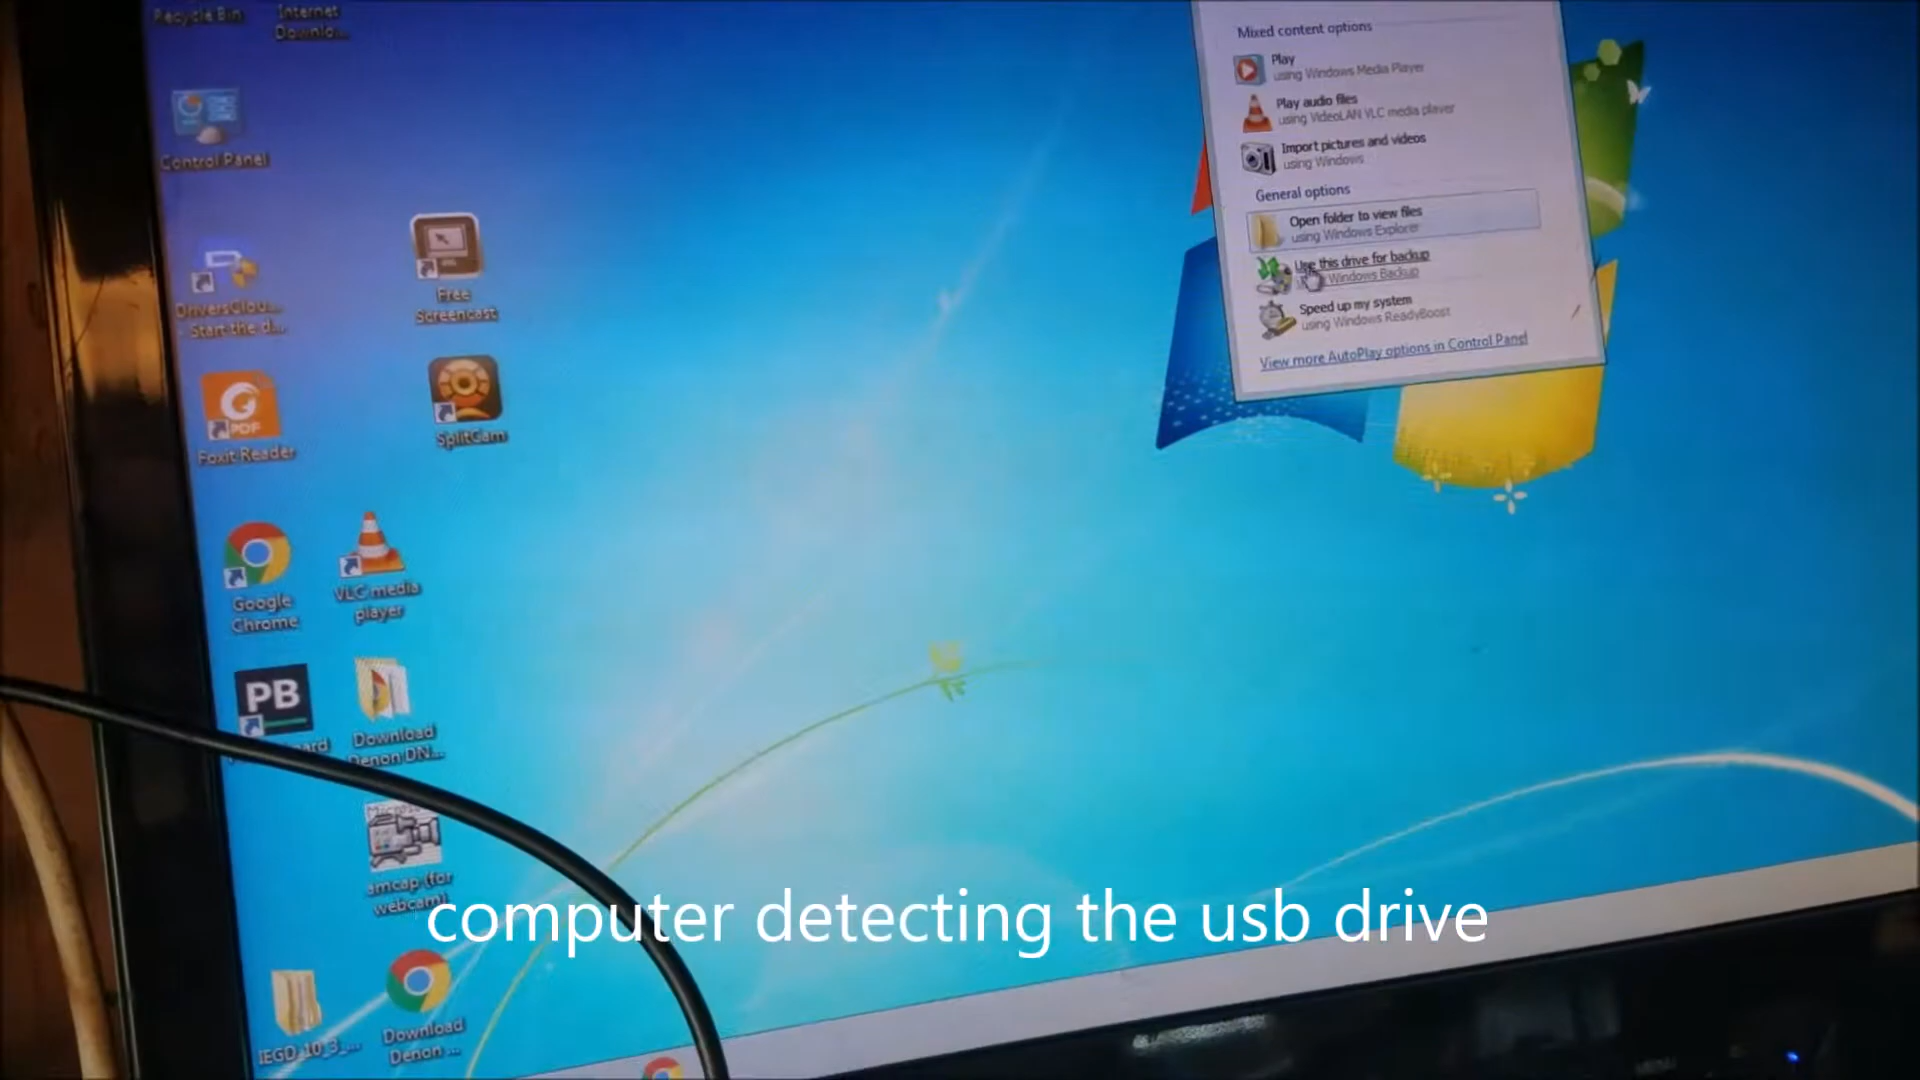 Recycle Bin
Internet
Downlo...
Control Panel
DriversClou...
- Start the d...
Free
Screencast
PDF
Foxit Reader
SplitCam
Google
Chrome
VLC media
player
PB
Download
Denon DN...
amcap (for
webcam)
IEGD_10_3_...
Download
Denon ...
Mixed content options
Play
using Windows Media Player
Play audio files
using VideoLAN VLC media player
Import pictures and videos
using Windows
General options
Open folder to view files
using Windows Explorer
Use this drive for backup
Windows Backup
Speed up my system
using Windows ReadyBoost
View more AutoPlay options in Control Panel
computer detecting the usb drive
MENU